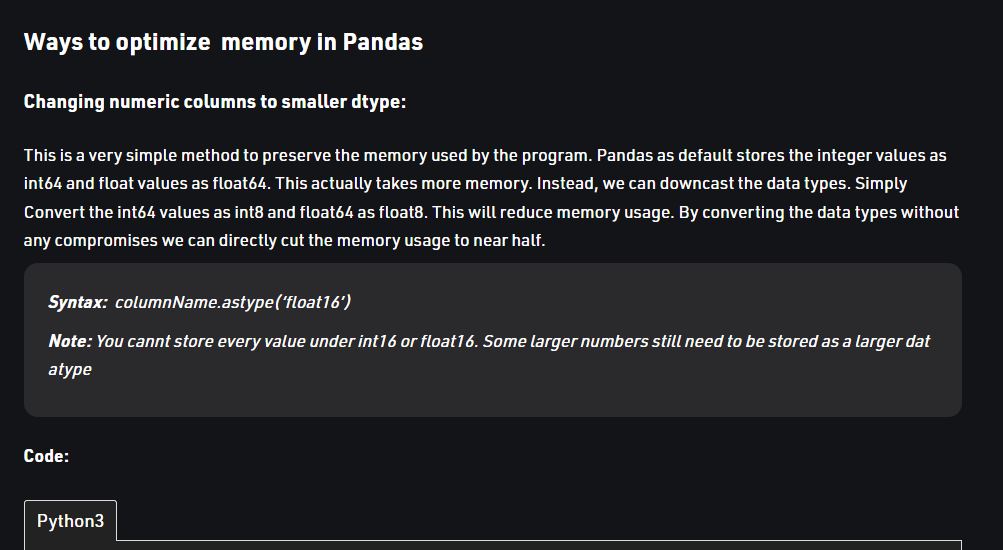 Ways to optimize  memory in Pandas
Changing numeric columns to smaller dtype:
This is a very simple method to preserve the memory used by the program. Pandas as default stores the integer values as
int64 and float values as float64. This actually takes more memory. Instead, we can downcast the data types. Simply
Convert the int64 values as int8 and float64 as float8. This will reduce memory usage. By converting the data types without
any compromises we can directly cut the memory usage to near half.
Syntax:  columnName.astype('float16')
Note: You cannt store every value under int16 or float16. Some larger numbers still need to be stored as a larger dat
atype
Code:
Python3